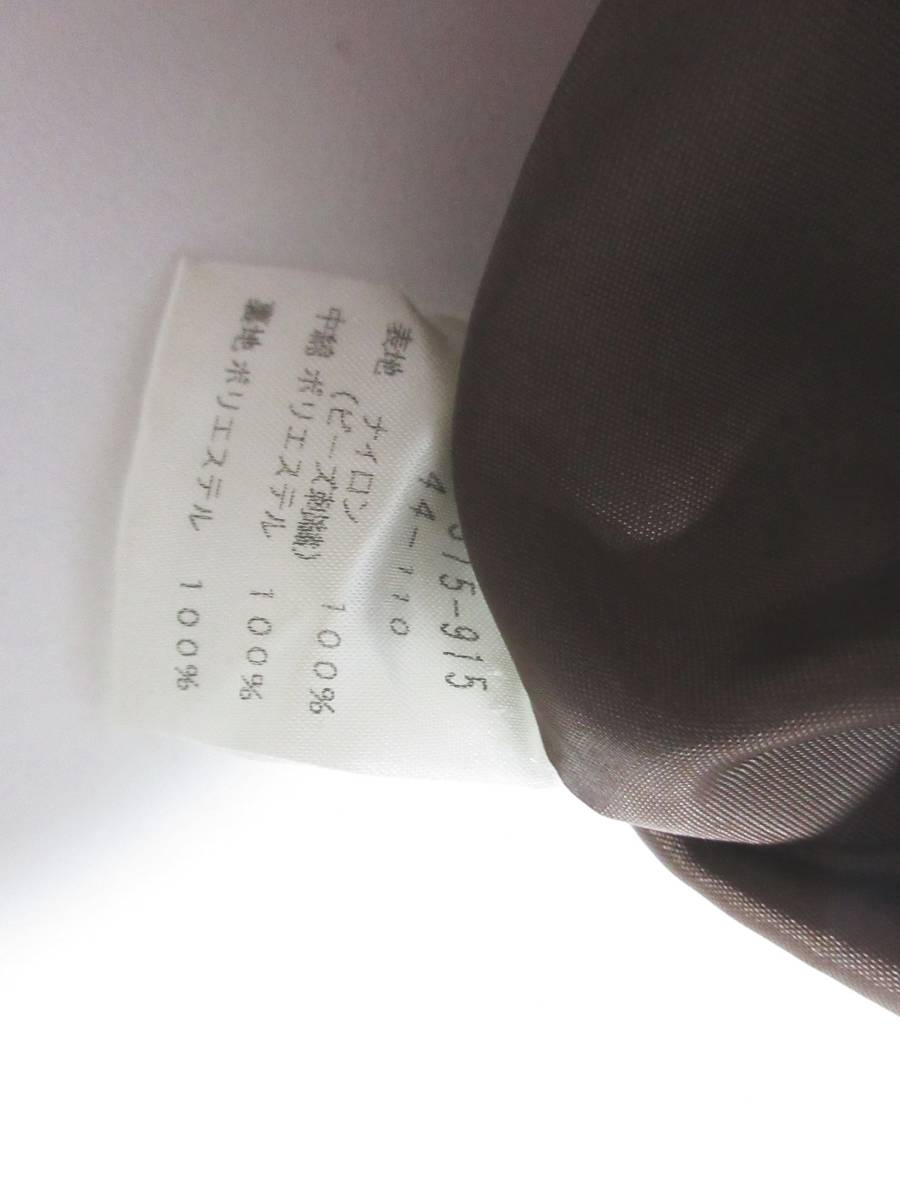 15-915
44-110
表地 ナイロン 100%
(ビーズ刺繍)
中綿 ポリエステル 100%
裏地 ポリエステル 100%